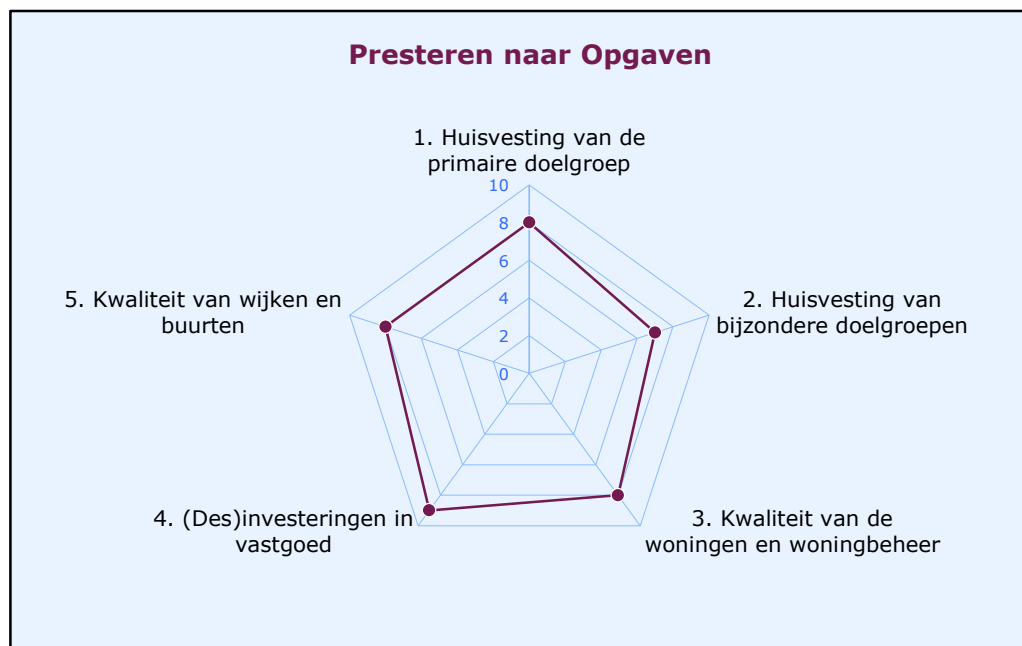 Presteren naar Opgaven
1. Huisvesting van de
primaire doelgroep
10
8
6
4
2
0
2. Huisvesting van
bijzondere doelgroepen
3. Kwaliteit van de
woningen en woningbeheer
4. (Des)investeringen in
vastgoed
5. Kwaliteit van wijken en
buurten